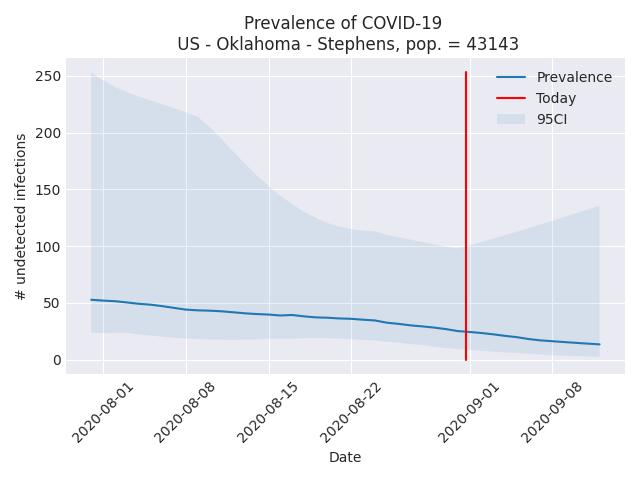 Prevalence of COVID-19
US - Oklahoma - Stephens, pop. = 43143
250
200
150
100
50
0
# undetected infections
Prevalence
Today
95CI
2020-08-01
2020-08-08
2020-08-15
2020-08-22
2020-09-01
2020-09-08
Date